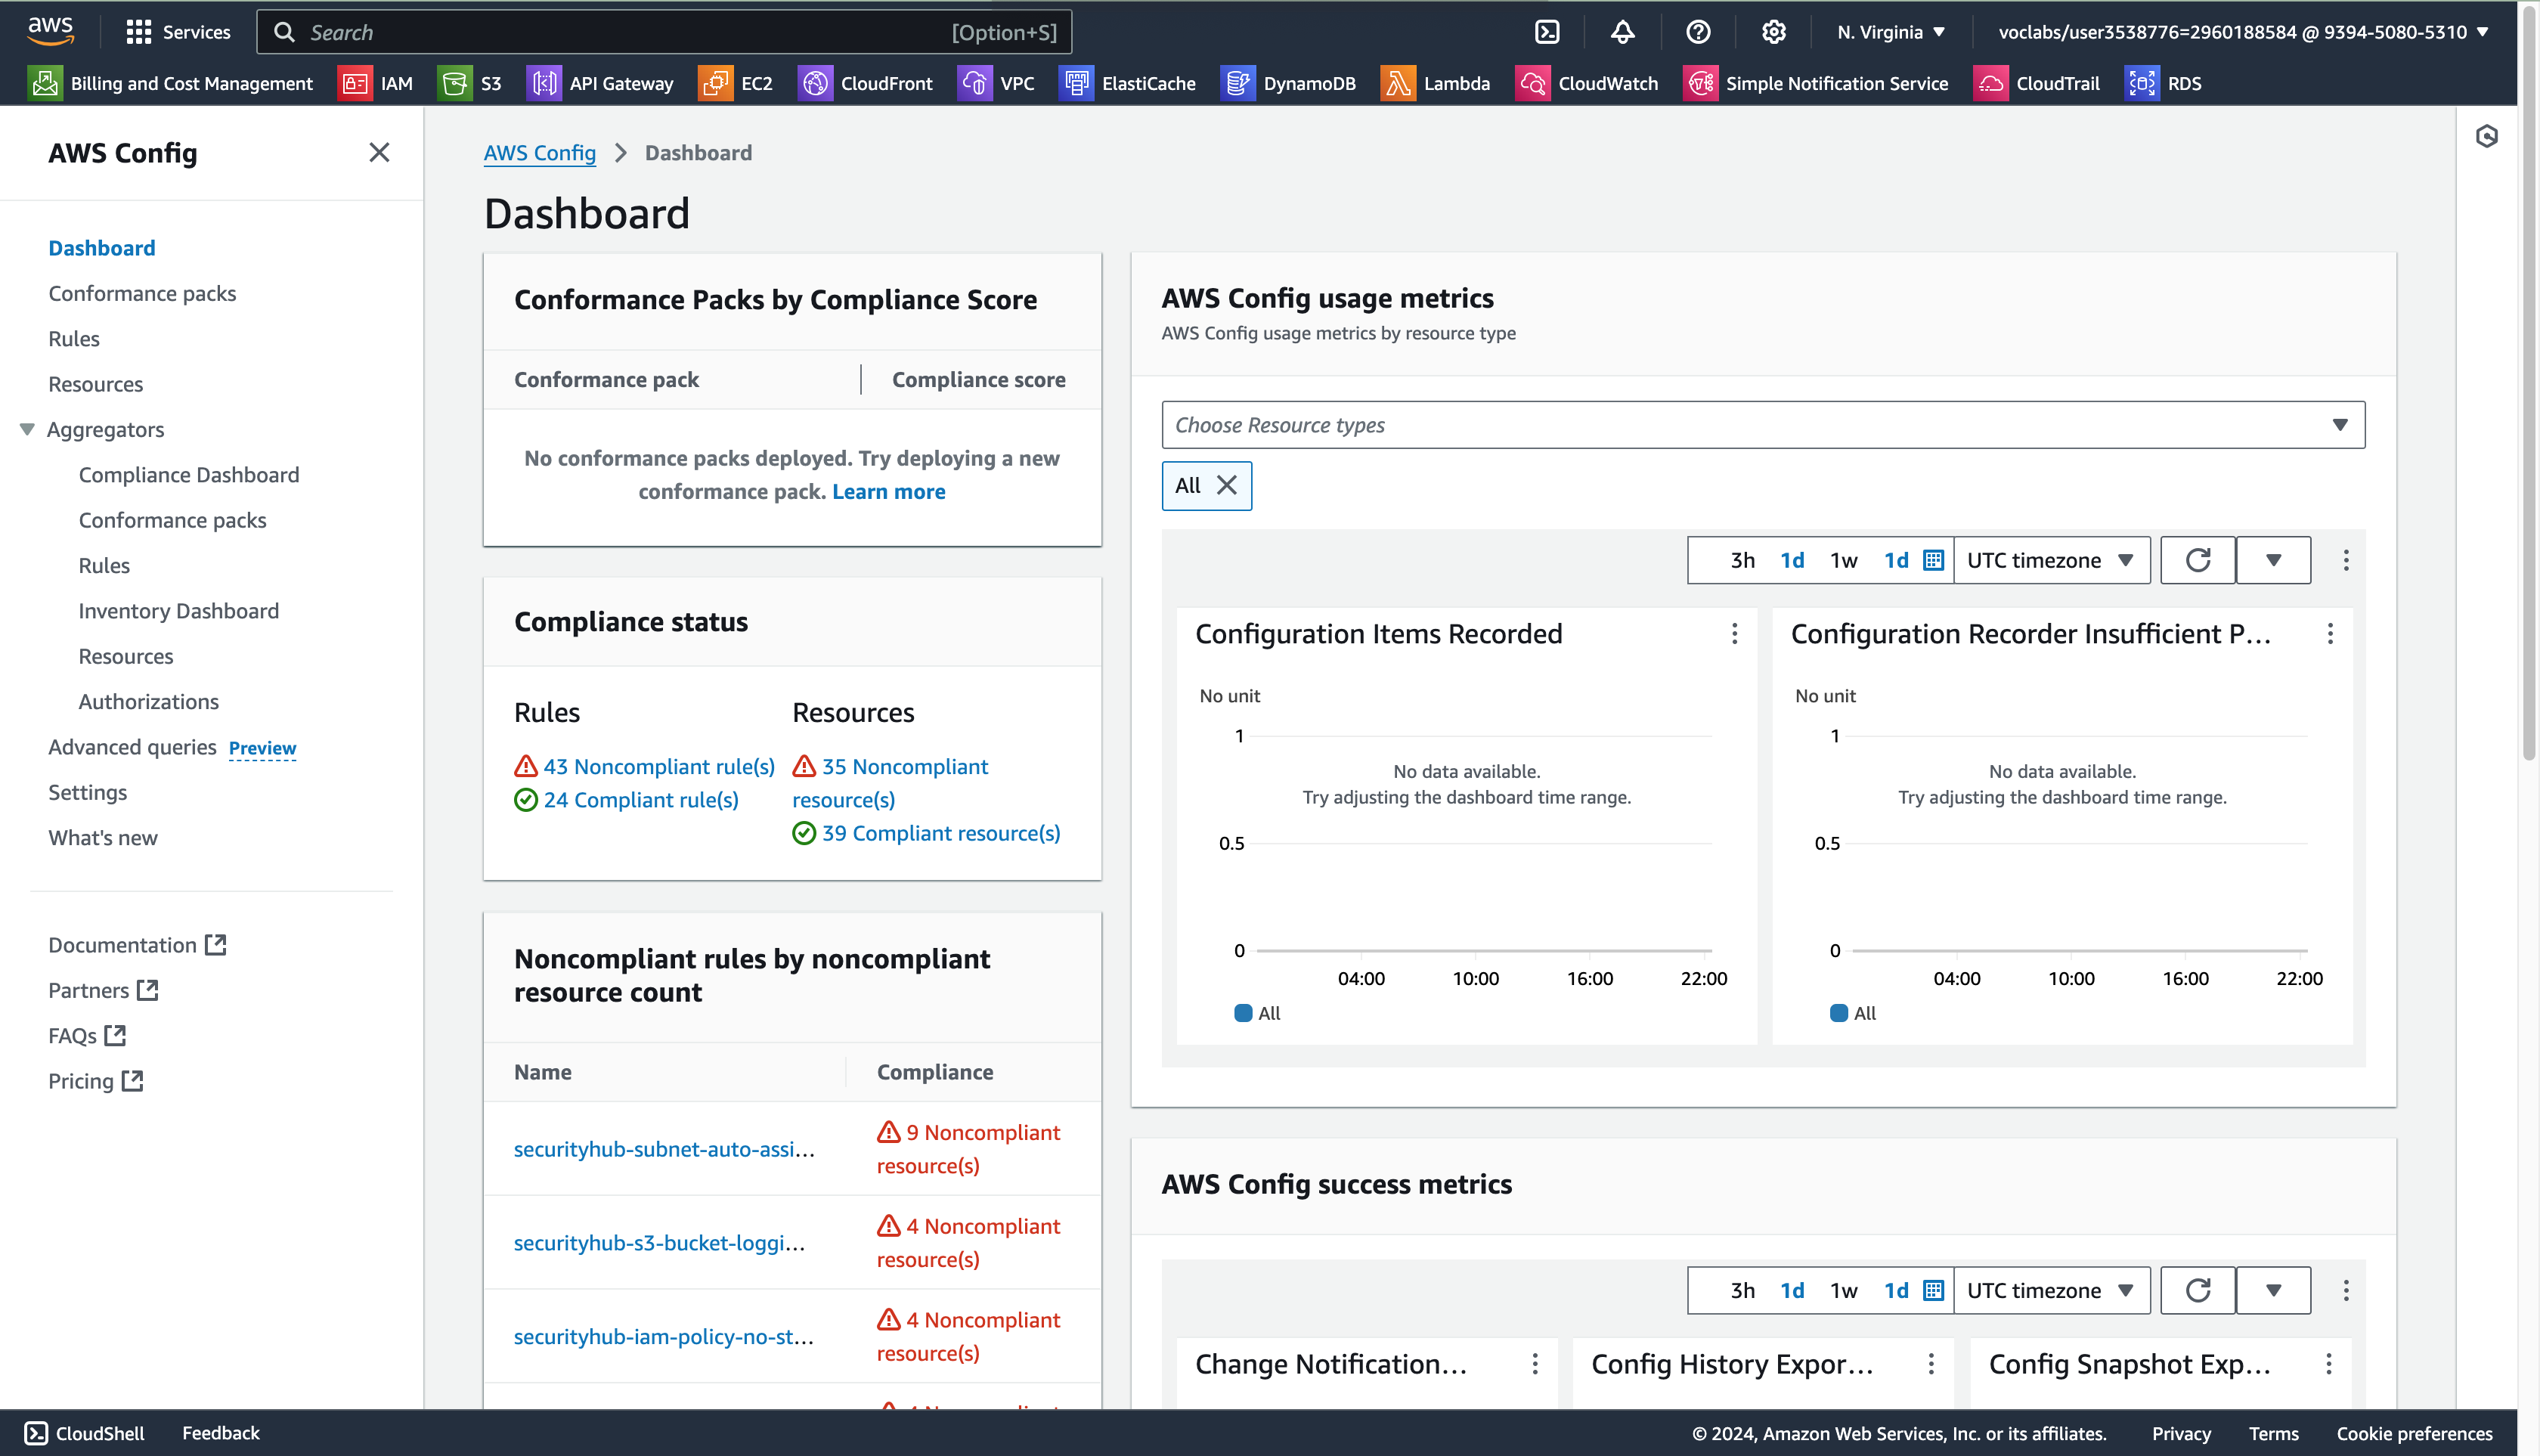 aws
Services
Search
[Option+S]
N. Virginia
voclabs/user3538776=2960188584 @ 9394-5080-5310
Billing and Cost Management
IAM
S3
API Gateway
EC2
CloudFront
VPC
ElastiCache
DynamoDB
Lambda
CloudWatch
Simple Notification Service
CloudTrail
RDS
AWS Config
Dashboard
Conformance packs
Rules
Resources
Aggregators
Compliance Dashboard
Conformance packs
Rules
Inventory Dashboard
Resources
Authorizations
Advanced queries Preview
Settings
What's new
Documentation
Partners
FAQs
Pricing
AWS Config > Dashboard
Dashboard
Conformance Packs by Compliance Score
Conformance pack
Compliance score
No conformance packs deployed. Try deploying a new
conformance pack. Learn more
Compliance status
Rules
43 Noncompliant rule(s)
24 Compliant rule(s)
Resources
35 Noncompliant
resource(s)
39 Compliant resource(s)
Noncompliant rules by noncompliant
resource count
Name
Compliance
securityhub-subnet-auto-assi...
9 Noncompliant
resource(s)
securityhub-s3-bucket-loggi...
4 Noncompliant
resource(s)
securityhub-iam-policy-no-st...
4 Noncompliant
resource(s)
AWS Config usage metrics
AWS Config usage metrics by resource type
Choose Resource types
All
3h 1d 1w 1d UTC timezone
Configuration Items Recorded
No unit
1
No data available.
Try adjusting the dashboard time range.
0.5
0
04:00 10:00 16:00 22:00
All
Configuration Recorder Insufficient P...
No unit
1
No data available.
Try adjusting the dashboard time range.
0.5
0
04:00 10:00 16:00 22:00
All
AWS Config success metrics
3h 1d 1w 1d UTC timezone
Change Notification...
Config History Expor...
Config Snapshot Exp...
CloudShell
Feedback
© 2024, Amazon Web Services, Inc. or its affiliates.
Privacy
Terms
Cookie preferences